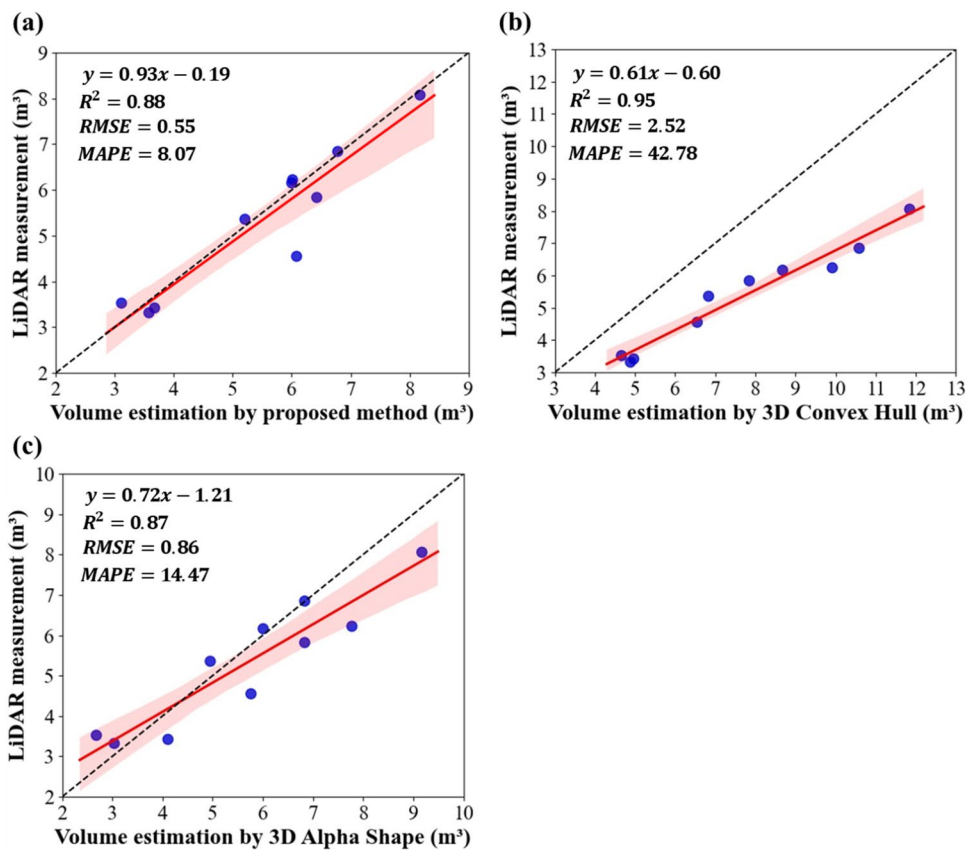 (a)
y = 0.93x − 0.19
R² = 0.88
RMSE = 0.55
MAPE = 8.07
LiDAR measurement (m³)
9
8
7
6
5
4
3
2
2 3 4 5 6 7 8 9
Volume estimation by proposed method (m³)
(b)
y = 0.61x − 0.60
R² = 0.95
RMSE = 2.52
MAPE = 42.78
LiDAR measurement (m³)
13
12
11
10
9
8
7
6
5
4
3
3 4 5 6 7 8 9 10 11 12 13
Volume estimation by 3D Convex Hull (m³)
(c)
y = 0.72x − 1.21
R² = 0.87
RMSE = 0.86
MAPE = 14.47
LiDAR measurement (m³)
10
9
8
7
6
5
4
3
2
2 3 4 5 6 7 8 9 10
Volume estimation by 3D Alpha Shape (m³)